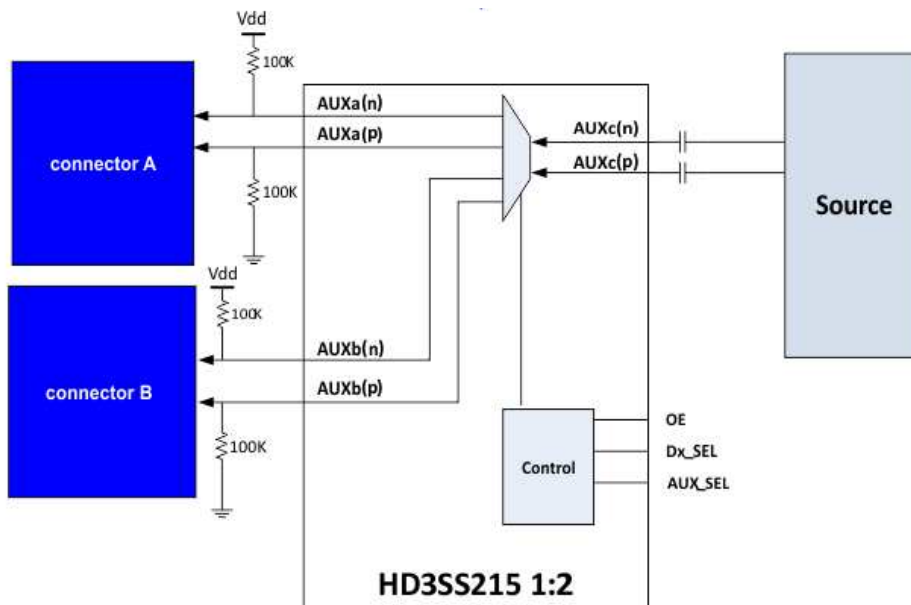 Vdd
100K
AUXa(n)
AUXa(p)
connector A
100K
AUXc(n)
AUXc(p)
Source
Vdd
100K
AUXb(n)
AUXb(p)
connector B
100K
Control
OE
Dx_SEL
AUX_SEL
HD3SS215 1:2